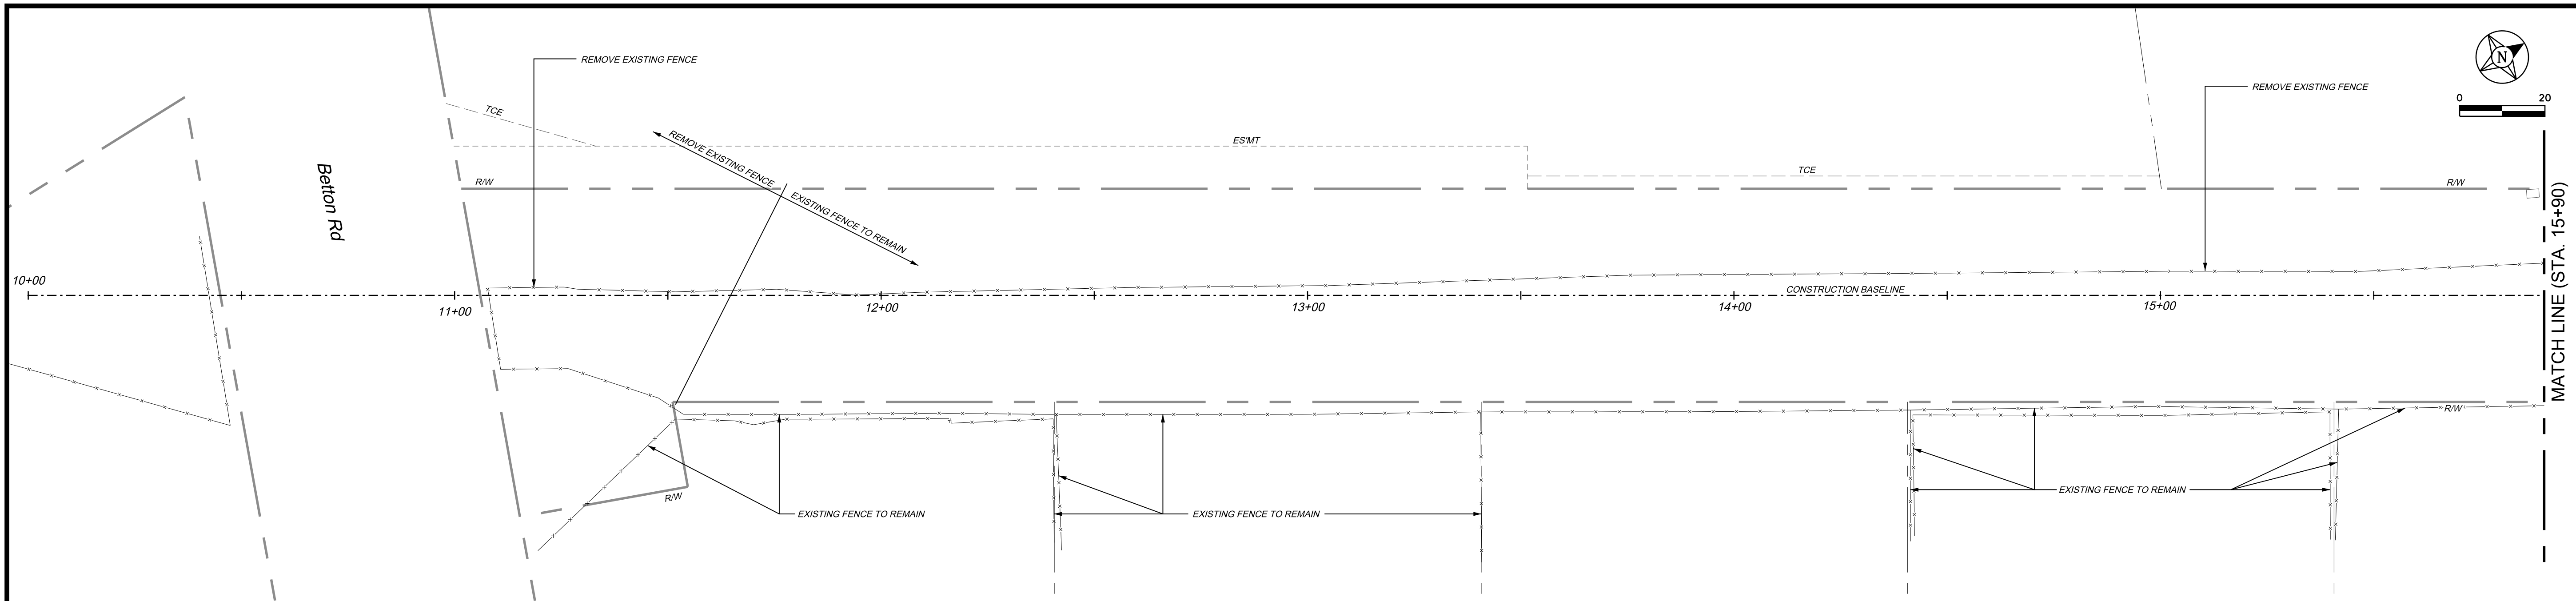 REMOVE EXISTING FENCE
N
REMOVE EXISTING FENCE
0 20
TCE
REMOVE EXISTING FENCE
ES'MT
TCE
R/W
R/W
EXISTING FENCE TO REMAIN
Betton Rd
MATCH LINE (STA. 15+90)
10+00
CONSTRUCTION BASELINE
11+00
12+00
13+00
14+00
15+00
R/W
R/W
EXISTING FENCE TO REMAIN
EXISTING FENCE TO REMAIN
EXISTING FENCE TO REMAIN